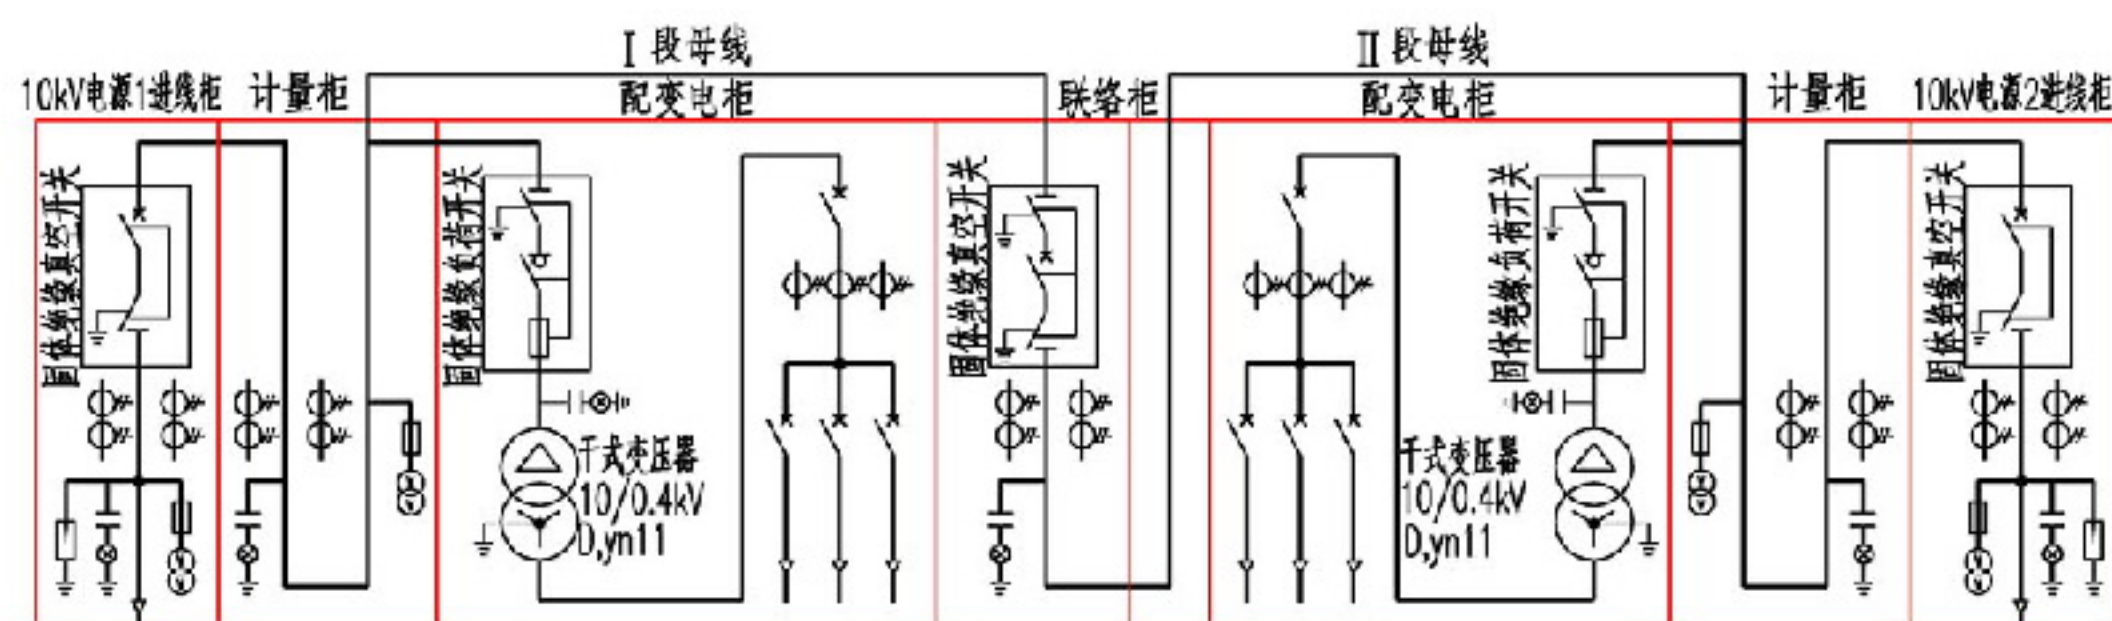 Ⅰ段母线
Ⅱ段母线
10kV电源1进线柜
计量柜
配变电柜
联络柜
配变电柜
计量柜
10kV电源2进线柜
固体绝缘真空开关
固体绝缘负荷开关
固体绝缘真空开关
固体绝缘负荷开关
固体绝缘真空开关
干式变压器
10/0.4kV
D,yn11
干式变压器
10/0.4kV
D,yn11